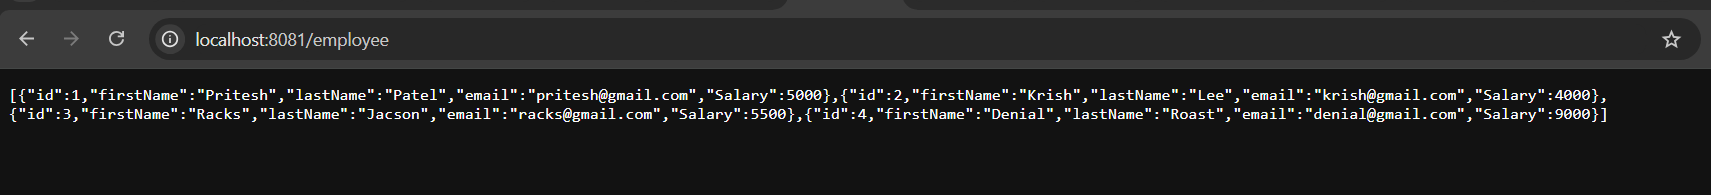 localhost:8081/employee
[{"id":1,"firstName":"Pritesh","lastName":"Patel","email":"pritesh@gmail.com","Salary":5000},{"id":2,"firstName":"Krish","lastName":"Lee","email":"krish@gmail.com","Salary":4000},
{"id":3,"firstName":"Racks","lastName":"Jacson","email":"racks@gmail.com","Salary":5500},{"id":4,"firstName":"Denial","lastName":"Roast","email":"denial@gmail.com","Salary":9000}]